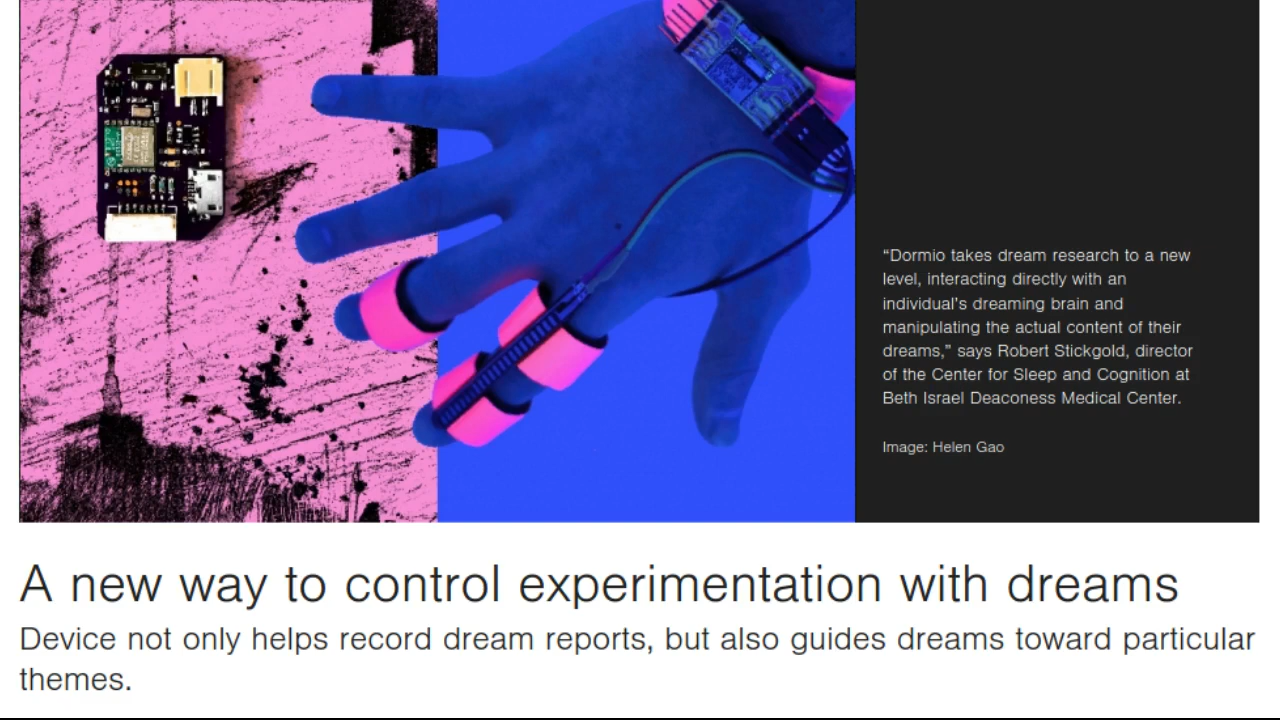 “Dormio takes dream research to a new
level, interacting directly with an
individual’s dreaming brain and
manipulating the actual content of their
dreams,” says Robert Stickgold, director
of the Center for Sleep and Cognition at
Beth Israel Deaconess Medical Center.
Image: Helen Gao
A new way to control experimentation with dreams
Device not only helps record dream reports, but also guides dreams toward particular
themes.